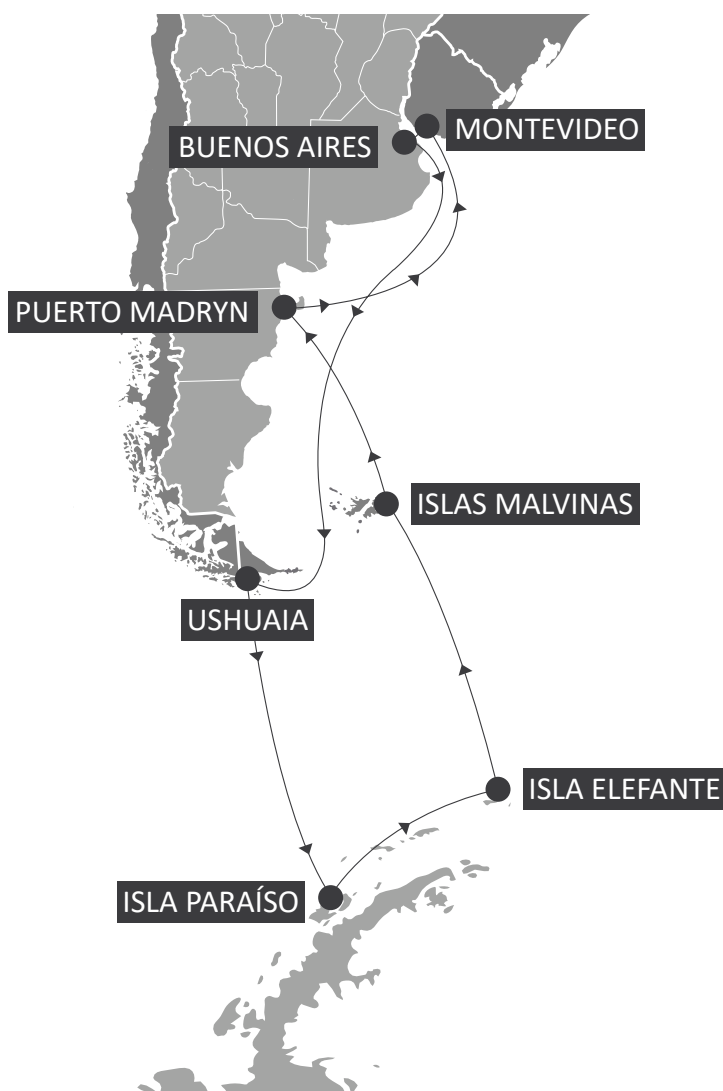 MONTEVIDEO
BUENOS AIRES
PUERTO MADRYN
ISLAS MALVINAS
USHUAIA
ISLA ELEFANTE
ISLA PARAÍSO